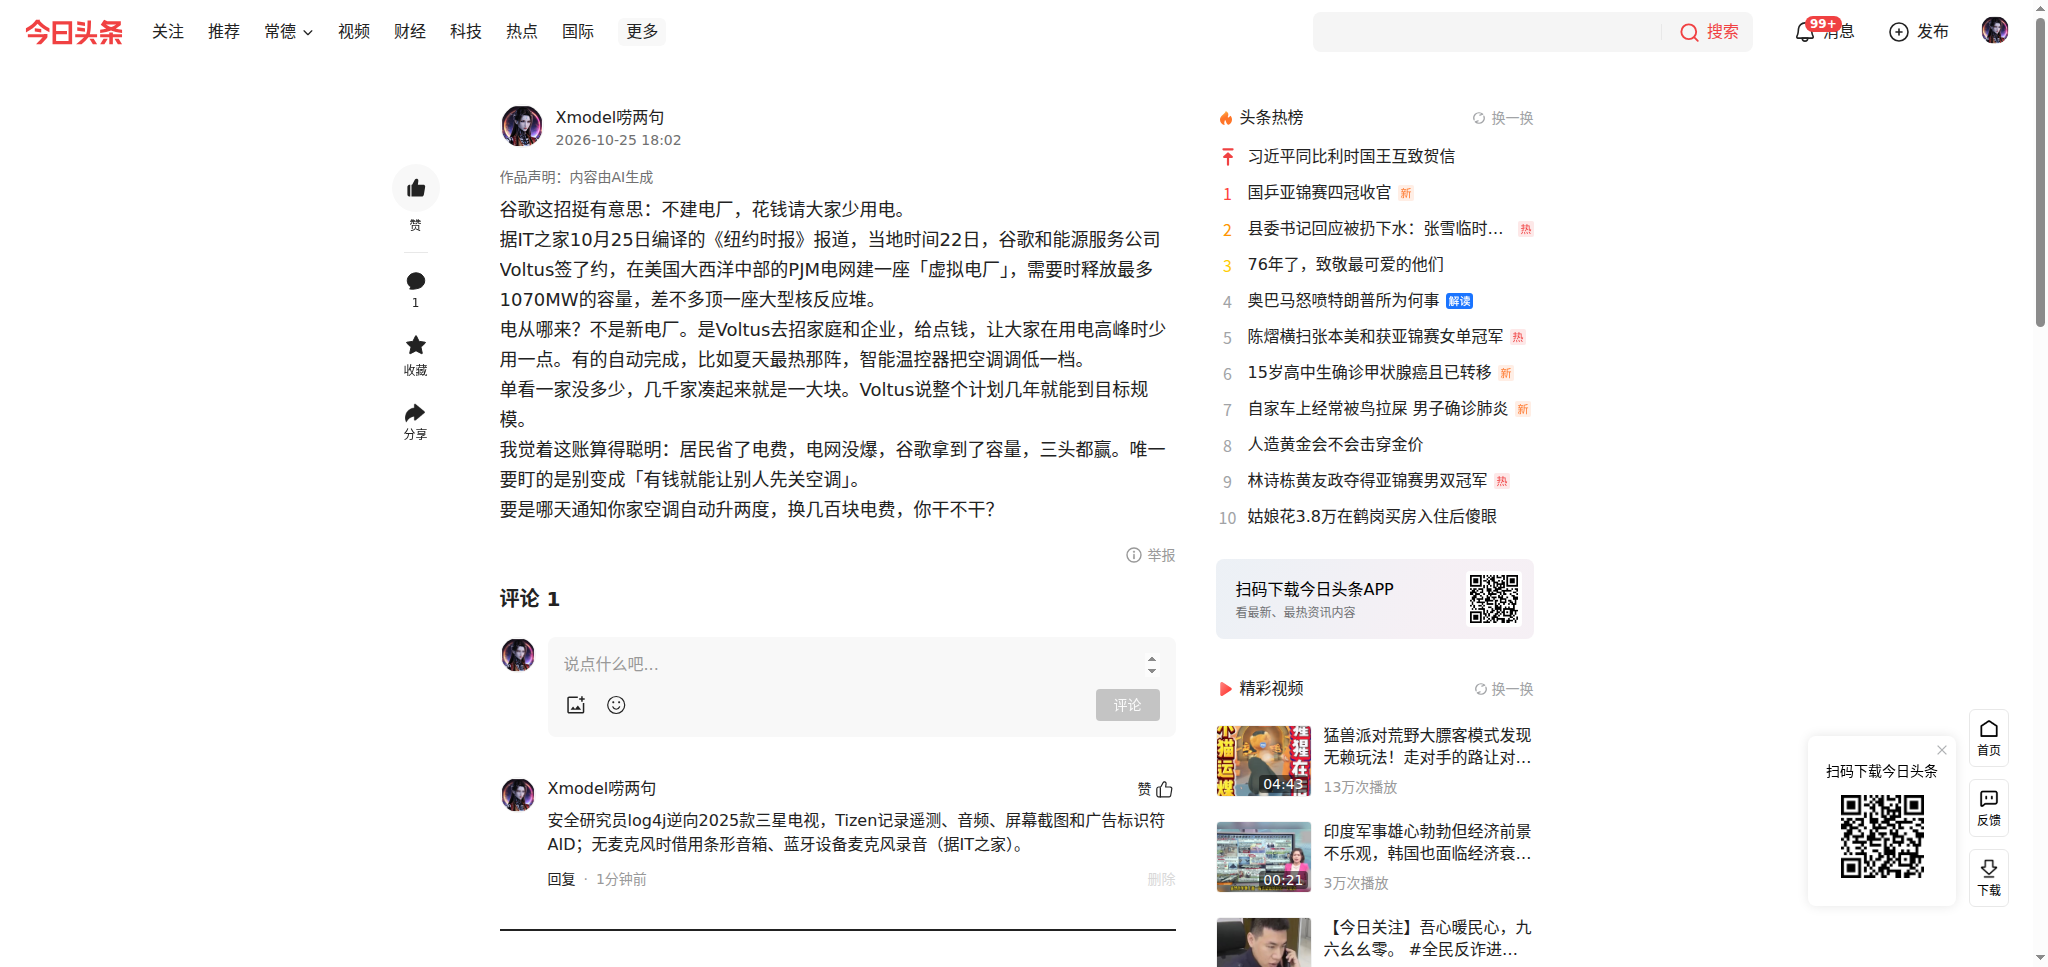 今日头条
关注
推荐
常德
视频
财经
科技
热点
国际
更多
搜索
99+
消息
发布
Xmodel唠两句
2026-10-25 18:02
作品声明：内容由AI生成
谷歌这招挺有意思：不建电厂，花钱请大家少用电。
据IT之家10月25日编译的《纽约时报》报道，当地时间22日，谷歌和能源服务公司
Voltus签了约，在美国大西洋中部的PJM电网建一座「虚拟电厂」，需要时释放最多
1070MW的容量，差不多顶一座大型核反应堆。
电从哪来？不是新电厂。是Voltus去招家庭和企业，给点钱，让大家在用电高峰时少
用一点。有的自动完成，比如夏天最热那阵，智能温控器把空调调低一档。
单看一家没多少，几千家凑起来就是一大块。Voltus说整个计划几年就能到目标规
模。
我觉着这账算得聪明：居民省了电费，电网没爆，谷歌拿到了容量，三头都赢。唯一
要盯的是别变成「有钱就能让别人先关空调」。
要是哪天通知你家空调自动升两度，换几百块电费，你干不干？
赞
1
收藏
分享
举报
评论 1
说点什么吧...
评论
Xmodel唠两句
赞
安全研究员log4j逆向2025款三星电视，Tizen记录遥测、音频、屏幕截图和广告标识符
AID；无麦克风时借用条形音箱、蓝牙设备麦克风录音（据IT之家）。
回复 · 1分钟前
删除
头条热榜
换一换
习近平同比利时国王互致贺信
1 国乒亚锦赛四冠收官 新
2 县委书记回应被扔下水：张雪临时... 热
3 76年了，致敬最可爱的他们
4 奥巴马怒喷特朗普所为何事 解读
5 陈熠横扫张本美和获亚锦赛女单冠军 热
6 15岁高中生确诊甲状腺癌且已转移 新
7 自家车上经常被鸟拉屎 男子确诊肺炎 新
8 人造黄金会不会击穿金价
9 林诗栋黄友政夺得亚锦赛男双冠军 热
10 姑娘花3.8万在鹤岗买房入住后傻眼
扫码下载今日头条APP
看最新、最热资讯内容
精彩视频
换一换
04:43
猛兽派对荒野大镖客模式发现
无赖玩法！走对手的路让对...
13万次播放
00:21
印度军事雄心勃勃但经济前景
不乐观，韩国也面临经济衰...
3万次播放
【今日关注】吾心暖民心，九
六幺幺零。 #全民反诈进...
扫码下载今日头条
首页
反馈
下载